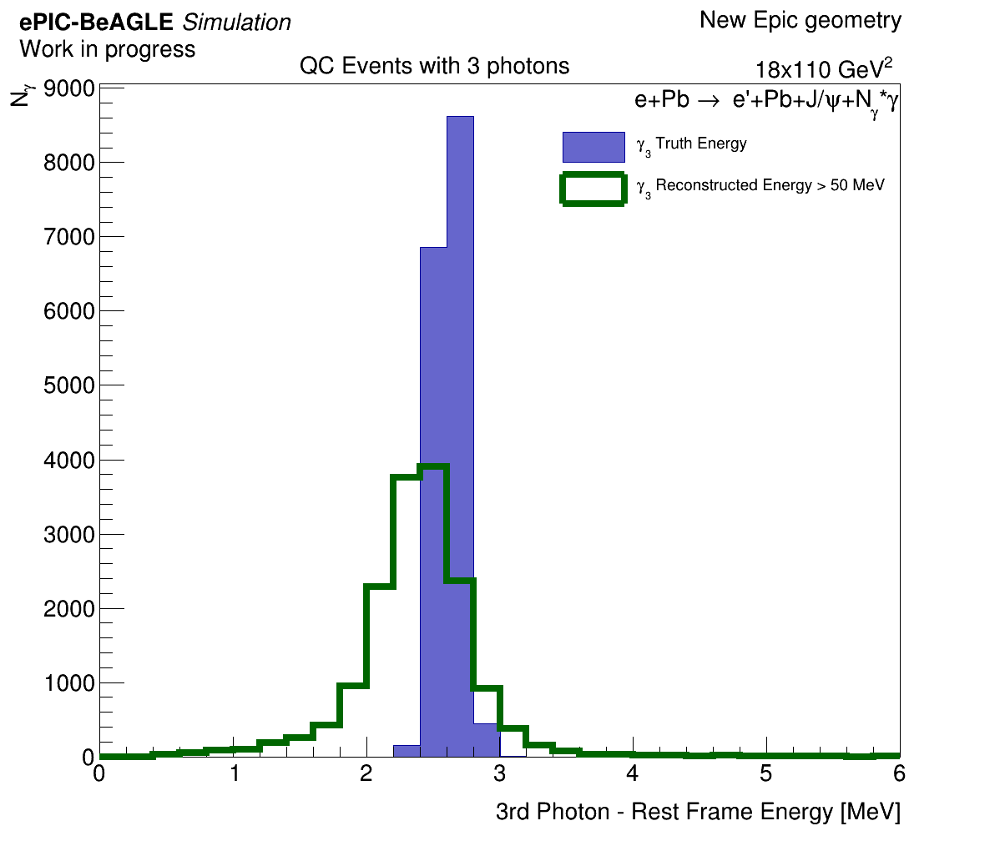 ePIC-BeAGLE Simulation
New Epic geometry
Work in progress
QC Events with 3 photons
18x110 GeV²
e+Pb → e'+Pb+J/ψ+Nγ*γ
γ3 Truth Energy
γ3 Reconstructed Energy > 50 MeV
Nγ
9000
8000
7000
6000
5000
4000
3000
2000
1000
0
0 1 2 3 4 5 6
3rd Photon - Rest Frame Energy [MeV]